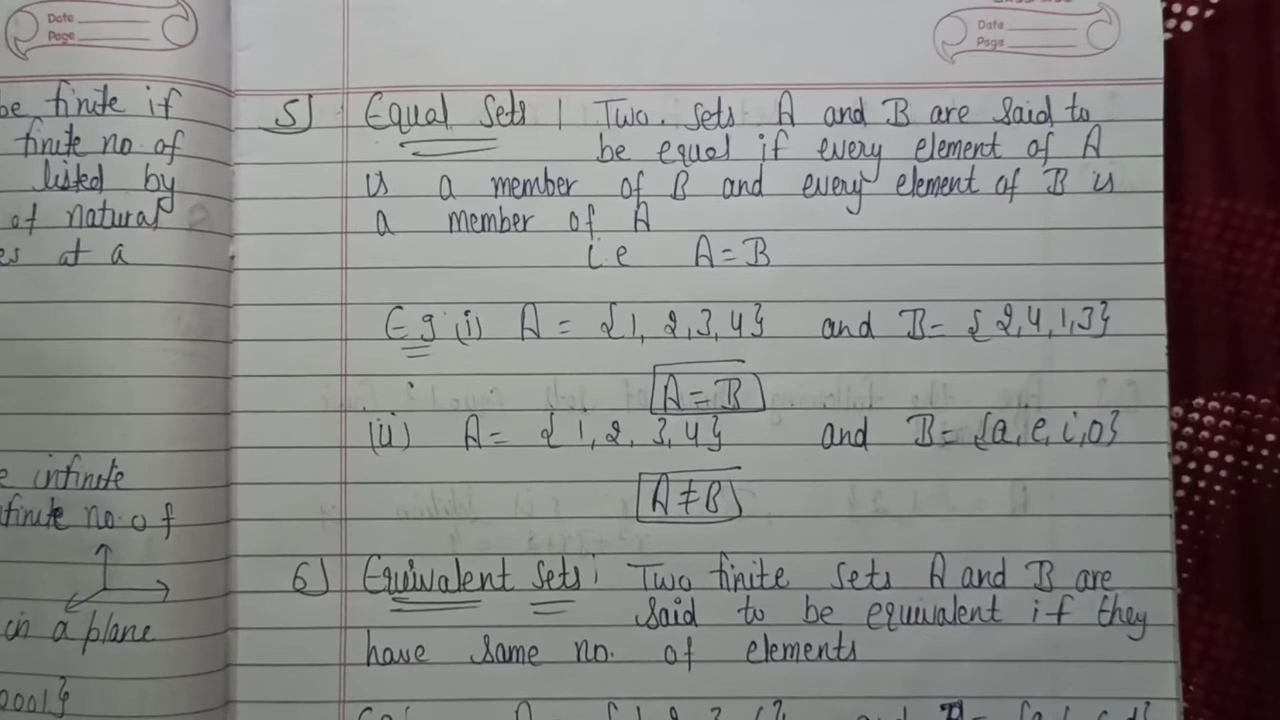 Date
Page
be finite if
finite no. of
listed by
of natural
es at a
e infinite
finite no. of
in a plane
0001}
Date
Page
5) Equal Sets : Two sets A and B are said to
be equal if every element of A
is a member of B and every element of B is
a member of A
i.e A = B
Eg (i) A = {1, 2, 3, 4} and B = {2, 4, 1, 3}
A = B
(ii) A = {1, 2, 3, 4} and B = {a, e, i, o}
A ≠ B
6) Equivalent Sets : Two finite sets A and B are
said to be equivalent if they
have same no. of elements